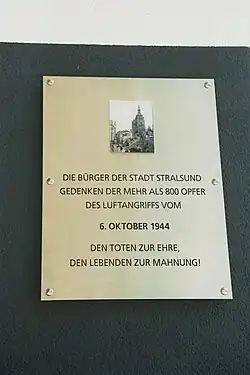 DIE BÜRGER DER STADT STRALSUND
GEDENKEN DER MEHR ALS 800 OPFER
DES LUFTANGRIFFS VOM
6. OKTOBER 1944
DEN TOTEN ZUR EHRE,
DEN LEBENDEN ZUR MAHNUNG!